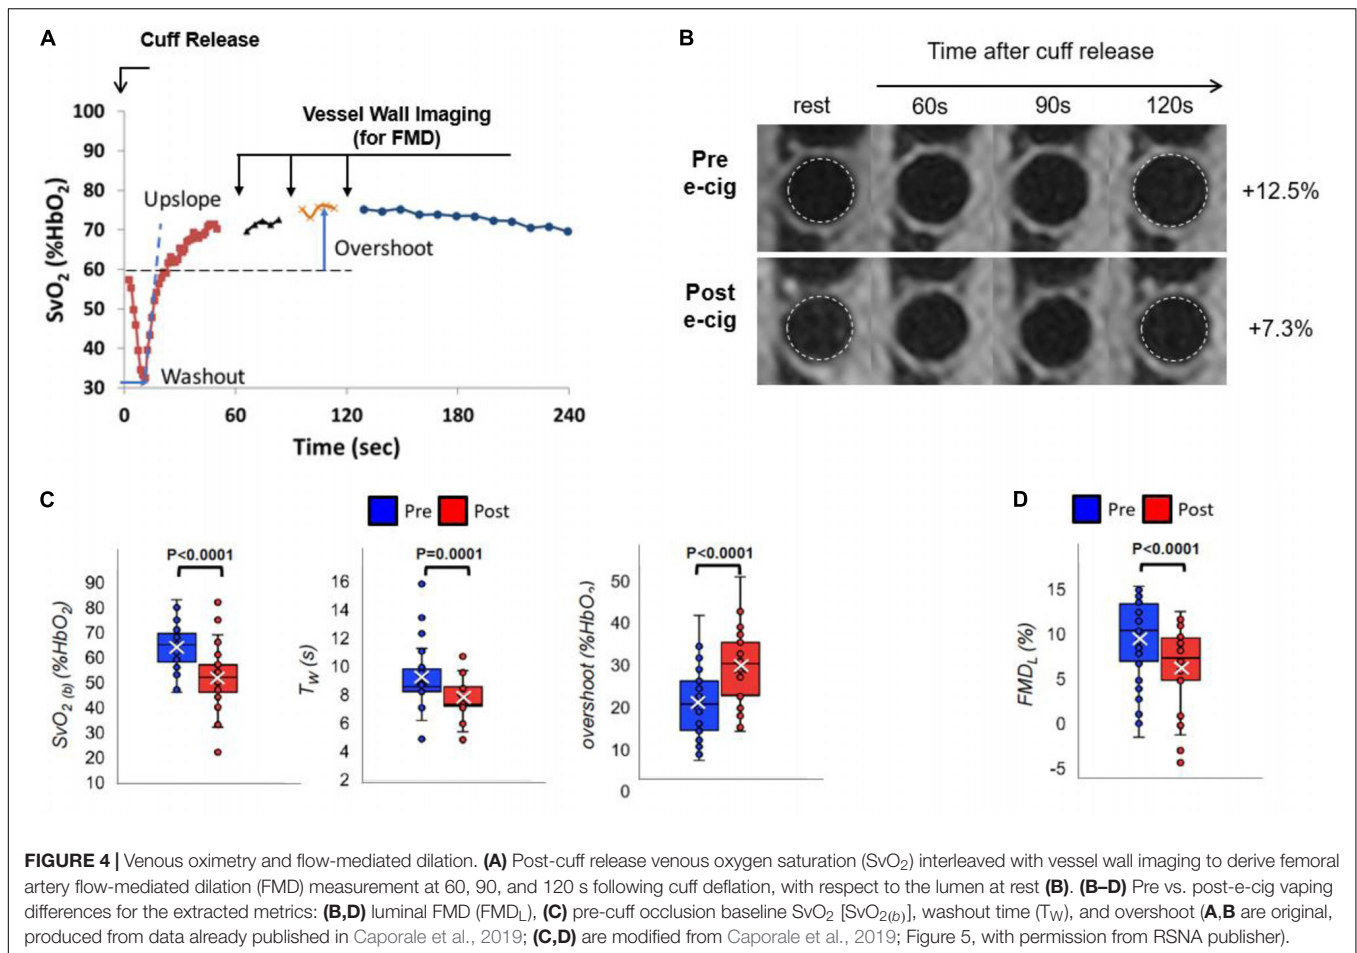 A
Cuff Release
Vessel Wall Imaging
(for FMD)
SvO2 (%HbO2)
100
90
80
70
60
50
40
30
Upslope
Overshoot
Washout
0
60
120
180
240
Time (sec)
B
Time after cuff release
rest
60s
90s
120s
Pre
e-cig
+12.5%
Post
e-cig
+7.3%
C
Pre
Post
P<0.0001
SvO2 (b) (%HbO2)
90
80
70
60
50
40
30
20
10
P=0.0001
TW (s)
16
14
12
10
8
6
4
2
P<0.0001
overshoot (%HbO2)
50
40
30
20
10
0
D
Pre
Post
P<0.0001
FMDL (%)
15
10
5
0
-5
FIGURE 4 | Venous oximetry and flow-mediated dilation. (A) Post-cuff release venous oxygen saturation (SvO2) interleaved with vessel wall imaging to derive femoral
artery flow-mediated dilation (FMD) measurement at 60, 90, and 120 s following cuff deflation, with respect to the lumen at rest (B). (B–D) Pre vs. post-e-cig vaping
differences for the extracted metrics: (B,D) luminal FMD (FMDL), (C) pre-cuff occlusion baseline SvO2 [SvO2(b)], washout time (TW), and overshoot (A,B are original,
produced from data already published in Caporale et al., 2019; (C,D) are modified from Caporale et al., 2019; Figure 5, with permission from RSNA publisher).